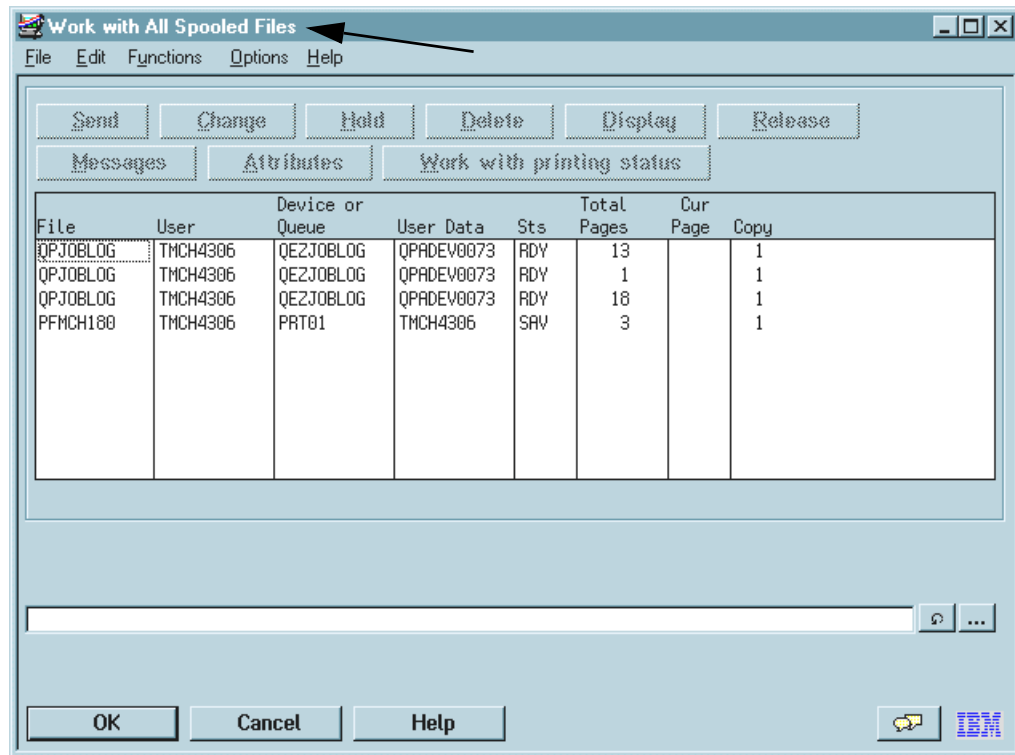 Work with All Spooled Files
File Edit Functions Options Help
Send Change Hold Delete Display Release
Messages Attributes Work with printing status
Device or Total Cur
File User Queue User Data Sts Pages Page Copy
QPJOBLOG TMCH4306 QEZJOBLOG QPADEV0073 RDY 13 1
QPJOBLOG TMCH4306 QEZJOBLOG QPADEV0073 RDY 1 1
QPJOBLOG TMCH4306 QEZJOBLOG QPADEV0073 RDY 18 1
PFMCH180 TMCH4306 PRT01 TMCH4306 SAV 3 1
...
OK Cancel Help IBM